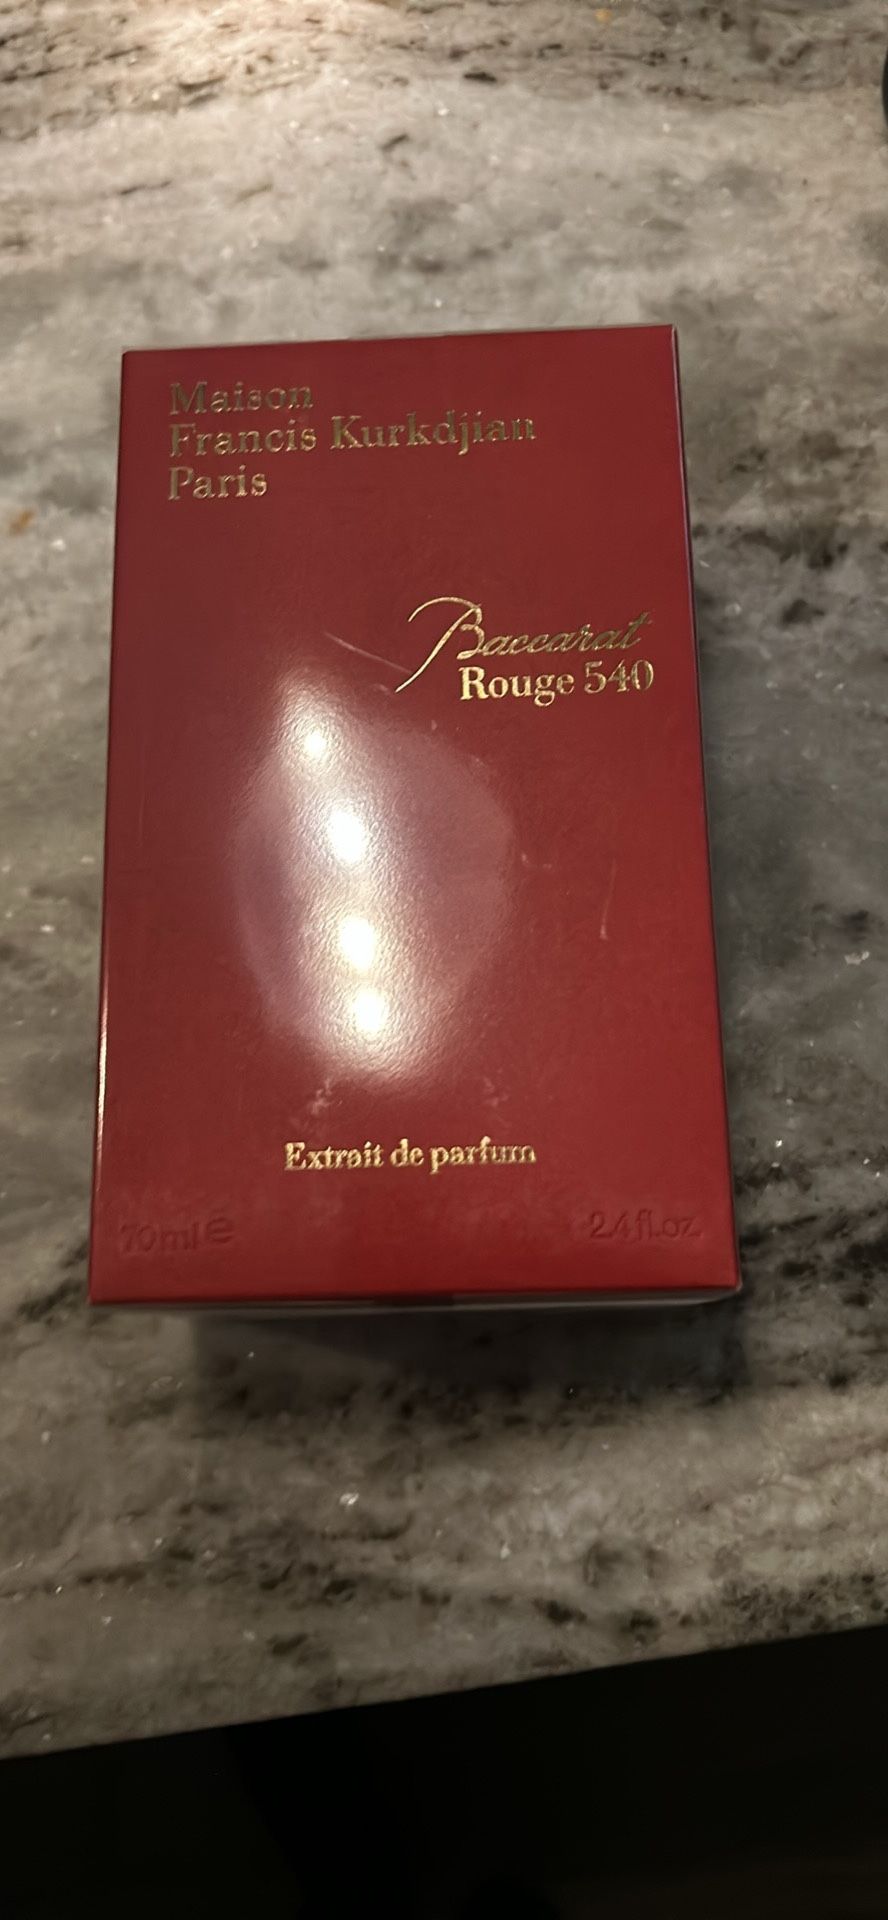 Maison
Francis Kurkdjian
Paris
Baccarat
Rouge 540
Extrait de parfum
70ml e 2.4 fl.oz